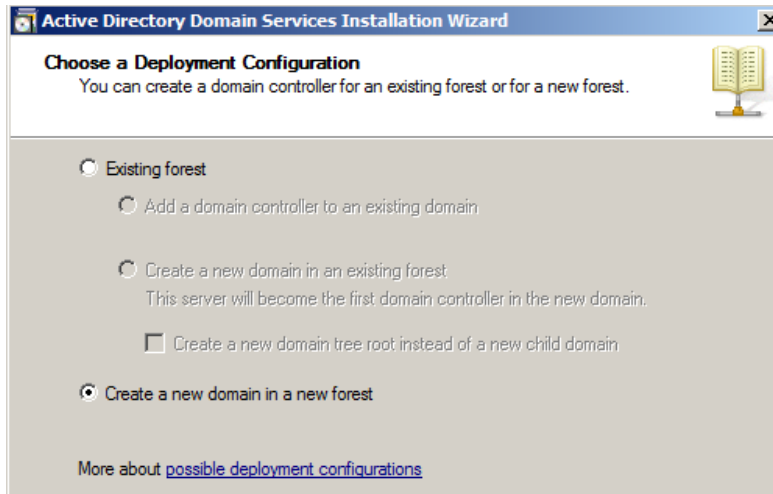 Active Directory Domain Services Installation Wizard
Choose a Deployment Configuration
You can create a domain controller for an existing forest or for a new forest.
Existing forest
Add a domain controller to an existing domain
Create a new domain in an existing forest
This server will become the first domain controller in the new domain.
Create a new domain tree root instead of a new child domain
Create a new domain in a new forest
More about possible deployment configurations